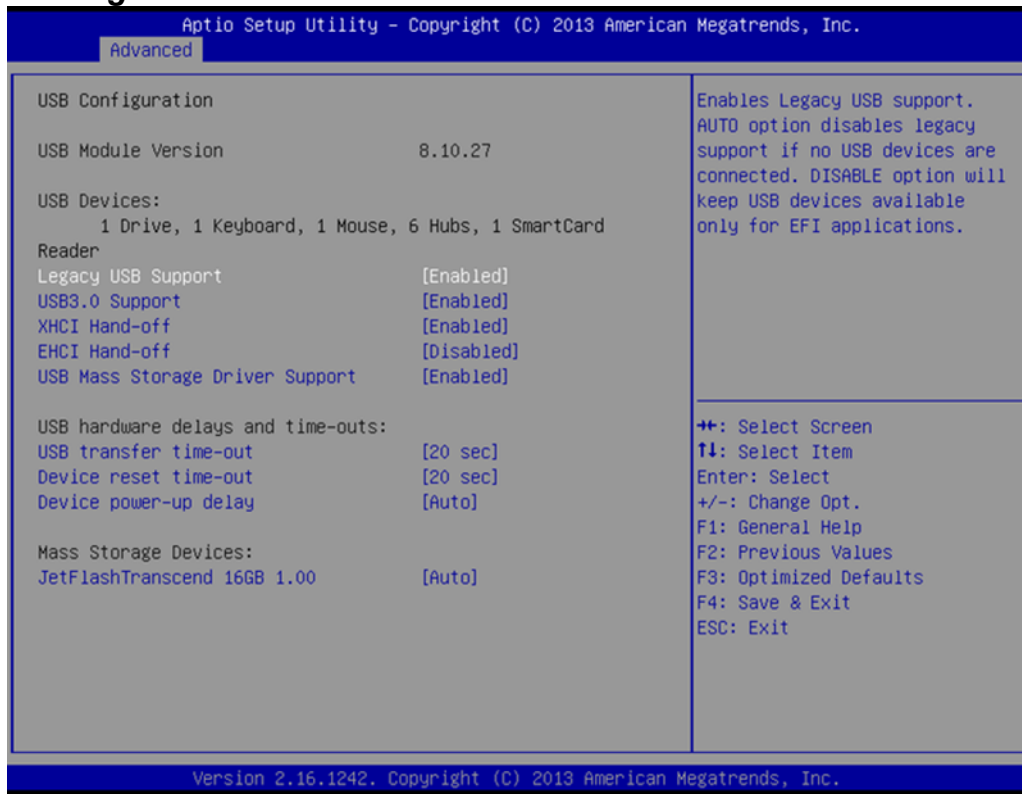 Aptio Setup Utility – Copyright (C) 2013 American Megatrends, Inc.
Advanced
USB Configuration
USB Module Version 8.10.27
USB Devices:
1 Drive, 1 Keyboard, 1 Mouse, 6 Hubs, 1 SmartCard
Reader
Legacy USB Support [Enabled]
USB3.0 Support [Enabled]
XHCI Hand-off [Enabled]
EHCI Hand-off [Disabled]
USB Mass Storage Driver Support [Enabled]
USB hardware delays and time-outs:
USB transfer time-out [20 sec]
Device reset time-out [20 sec]
Device power-up delay [Auto]
Mass Storage Devices:
JetFlashTranscend 16GB 1.00 [Auto]
Enables Legacy USB support.
AUTO option disables legacy
support if no USB devices are
connected. DISABLE option will
keep USB devices available
only for EFI applications.
→←: Select Screen
↑↓: Select Item
Enter: Select
+/-: Change Opt.
F1: General Help
F2: Previous Values
F3: Optimized Defaults
F4: Save & Exit
ESC: Exit
Version 2.16.1242. Copyright (C) 2013 American Megatrends, Inc.